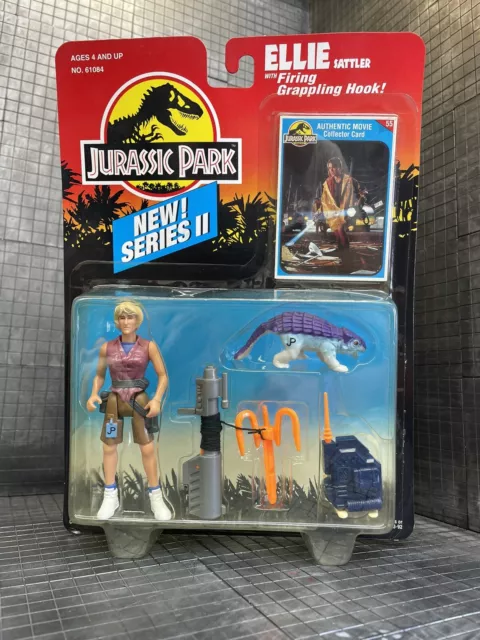 AGES 4 AND UP
NO. 61084
ELLIE SATTLER
WITH Firing
Grappling Hook!
JURASSIC PARK
NEW!
SERIES II
55
AUTHENTIC MOVIE
Collector Card
JURASSIC PARK
JP
JP